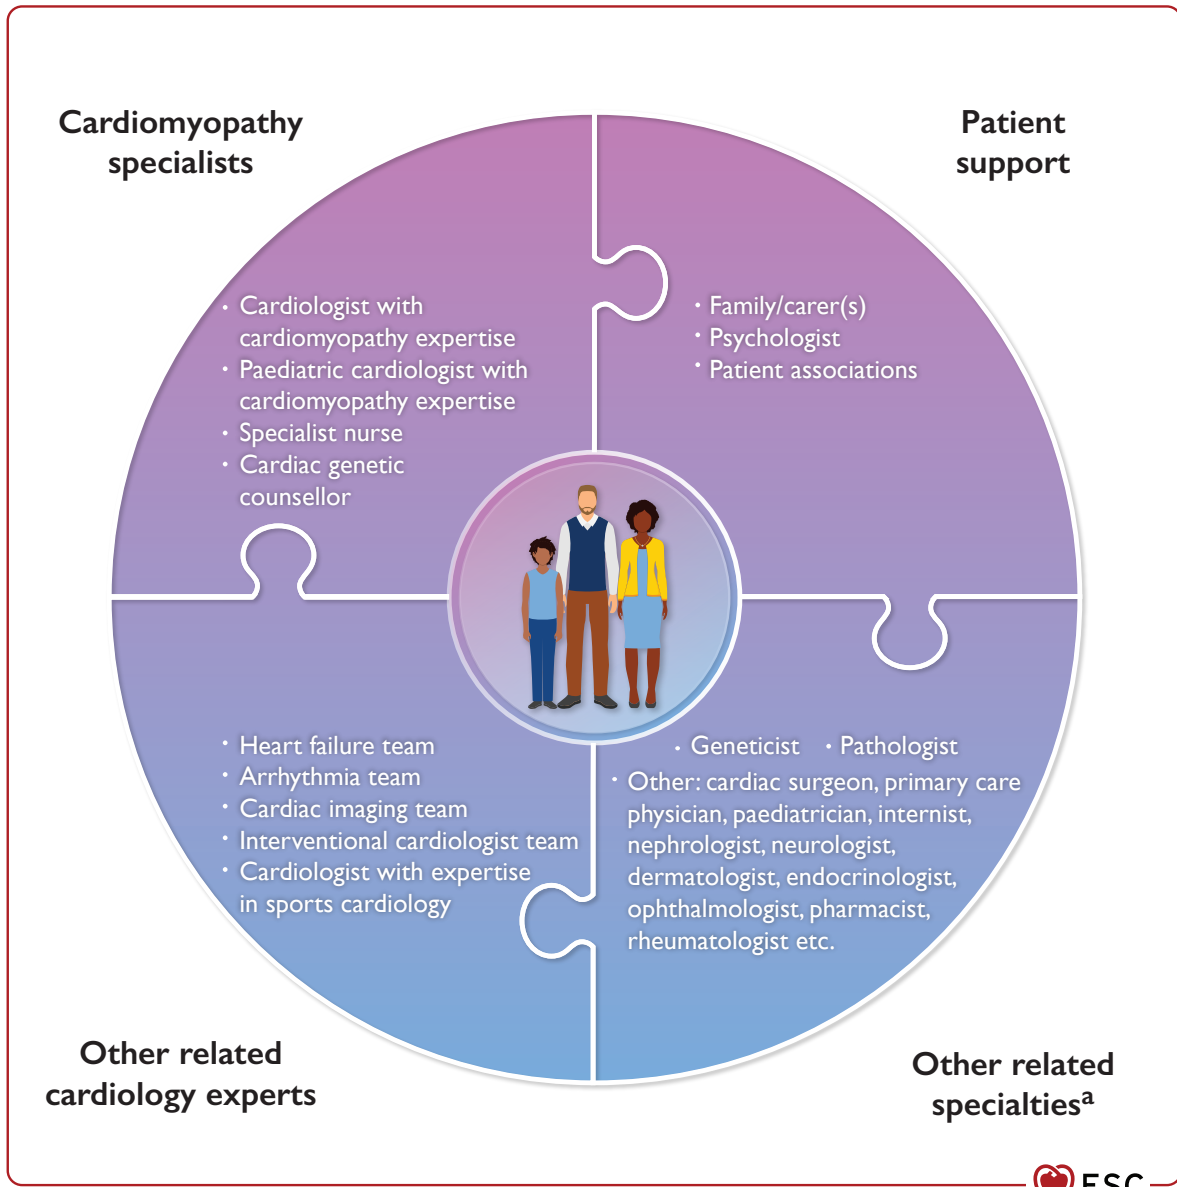 Cardiomyopathy
specialists
Patient
support
• Cardiologist with
cardiomyopathy expertise
• Paediatric cardiologist with
cardiomyopathy expertise
• Specialist nurse
• Cardiac genetic
counsellor
• Family/carer(s)
• Psychologist
• Patient associations
• Heart failure team
• Arrhythmia team
• Cardiac imaging team
• Interventional cardiologist team
• Cardiologist with expertise
in sports cardiology
• Geneticist • Pathologist
• Other: cardiac surgeon, primary care
physician, paediatrician, internist,
nephrologist, neurologist,
dermatologist, endocrinologist,
ophthalmologist, pharmacist,
rheumatologist etc.
Other related
cardiology experts
Other related
specialtiesᵃ
ESC